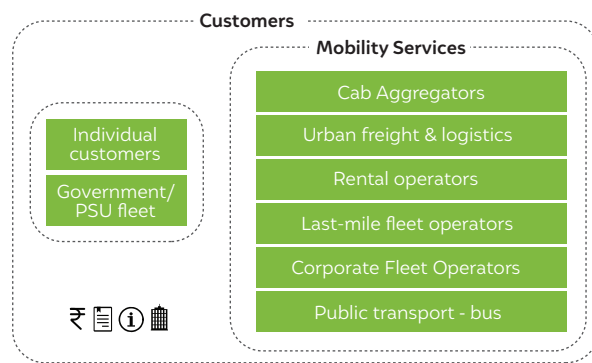 Customers
Mobility Services
Individual
customers
Government/
PSU fleet
₹
Cab Aggregators
Urban freight & logistics
Rental operators
Last-mile fleet operators
Corporate Fleet Operators
Public transport - bus